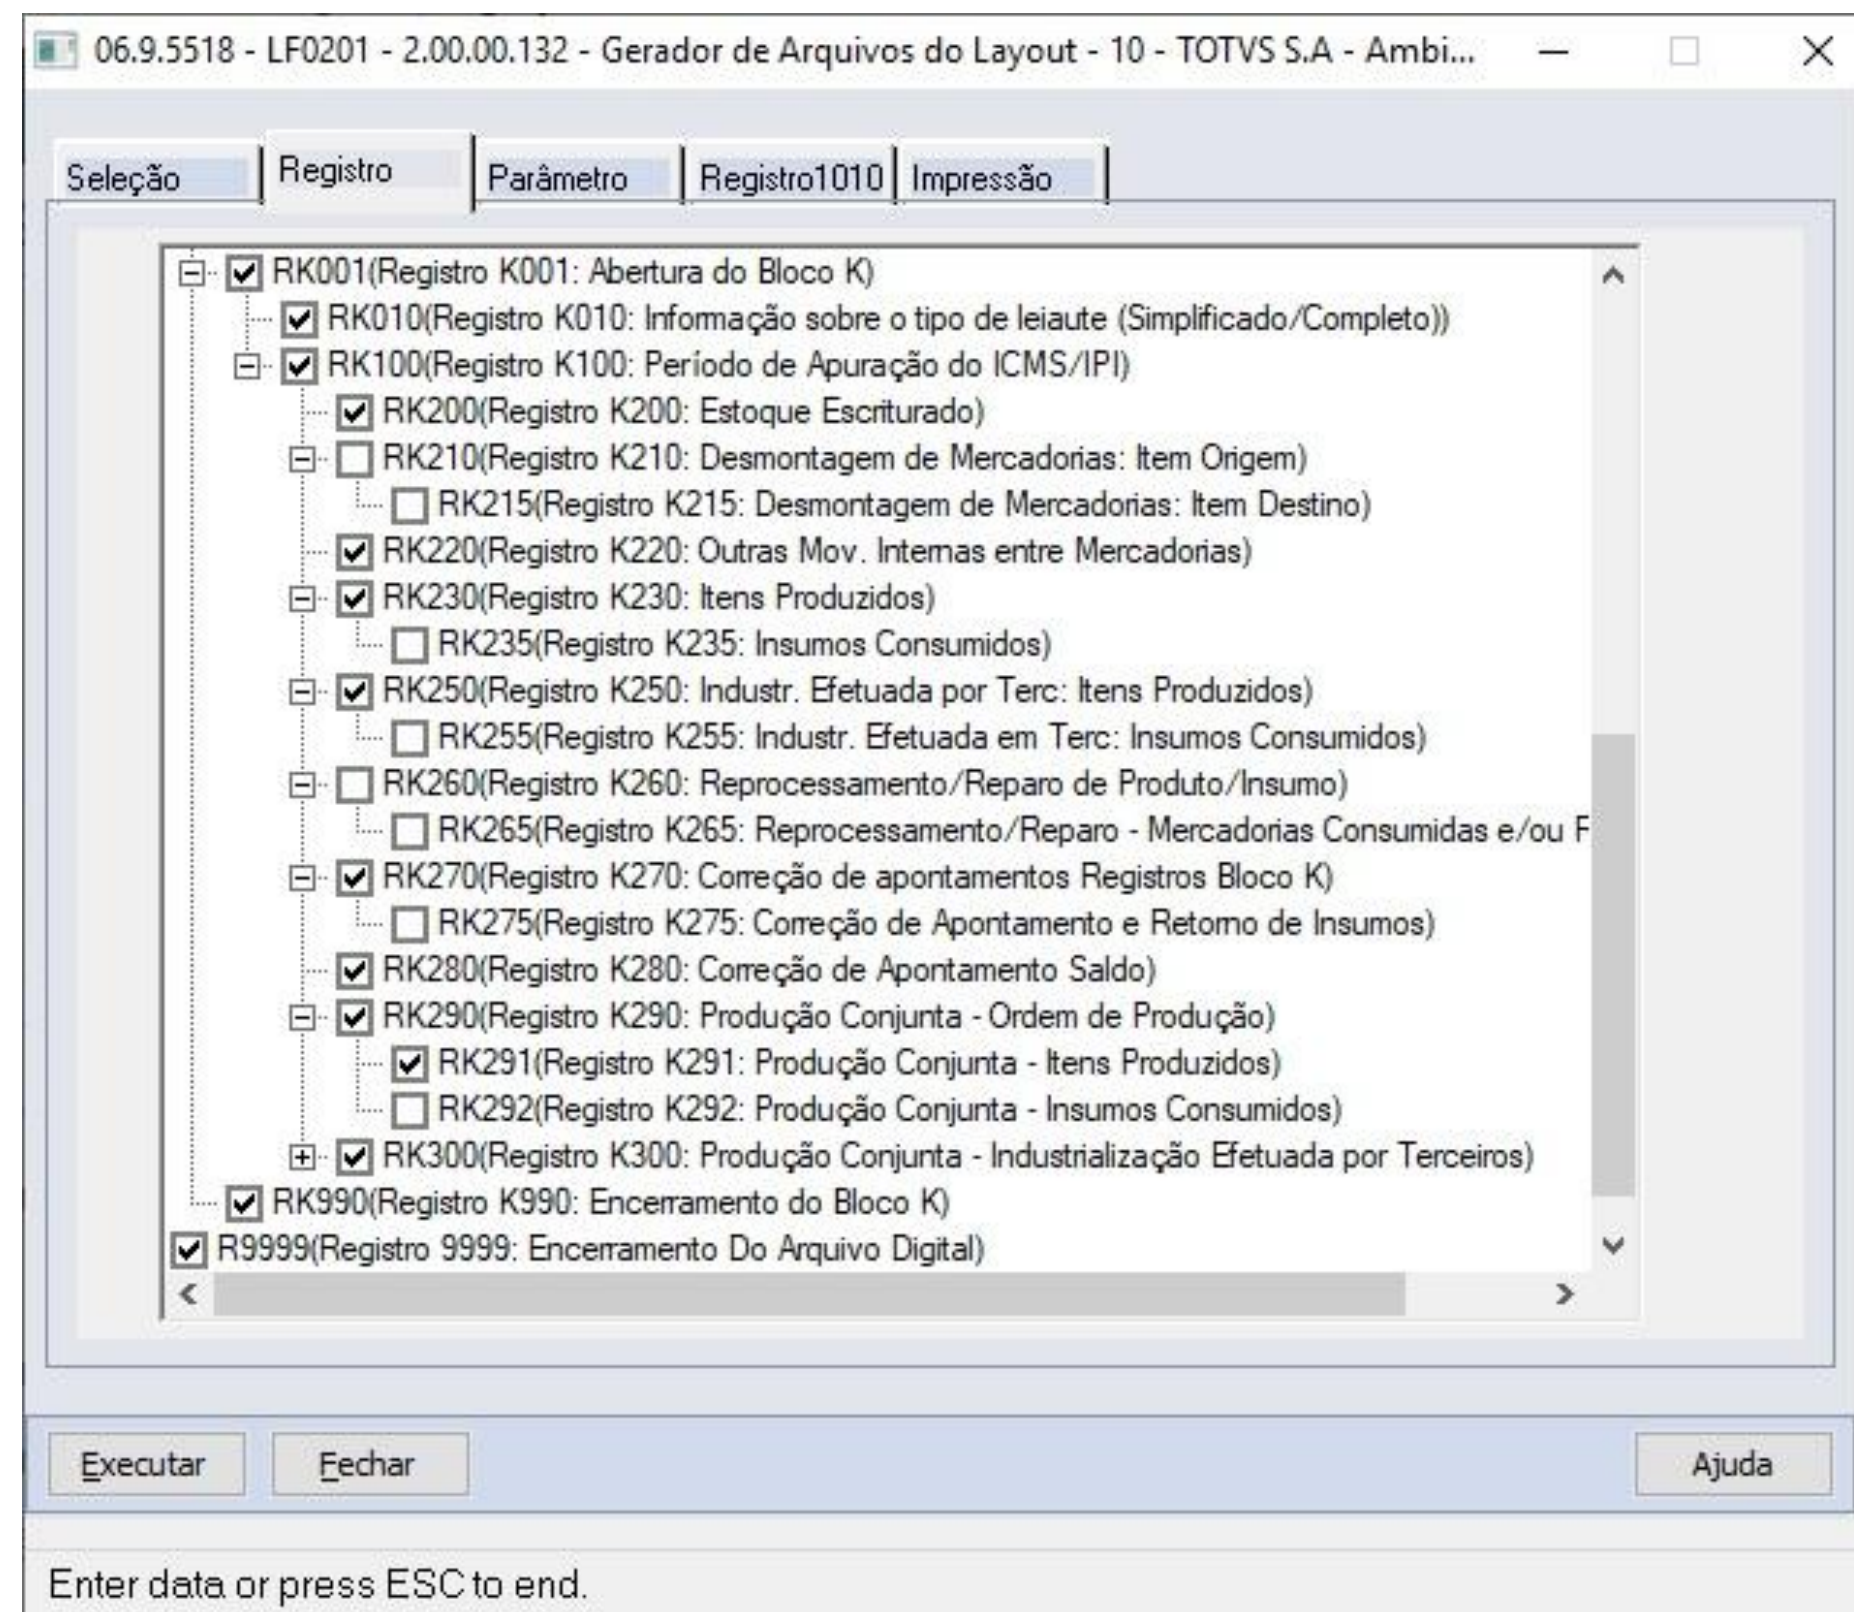 06.9.5518 - LF0201 - 2.00.00.132 - Gerador de Arquivos do Layout - 10 - TOTVS S.A - Ambi...
Seleção Registro Parâmetro Registro1010 Impressão
RK001(Registro K001: Abertura do Bloco K)
RK010(Registro K010: Informação sobre o tipo de leiaute (Simplificado/Completo))
RK100(Registro K100: Período de Apuração do ICMS/IPI)
RK200(Registro K200: Estoque Escriturado)
RK210(Registro K210: Desmontagem de Mercadorias: Item Origem)
RK215(Registro K215: Desmontagem de Mercadorias: Item Destino)
RK220(Registro K220: Outras Mov. Internas entre Mercadorias)
RK230(Registro K230: Itens Produzidos)
RK235(Registro K235: Insumos Consumidos)
RK250(Registro K250: Industr. Efetuada por Terc: Itens Produzidos)
RK255(Registro K255: Industr. Efetuada em Terc: Insumos Consumidos)
RK260(Registro K260: Reprocessamento/Reparo de Produto/Insumo)
RK265(Registro K265: Reprocessamento/Reparo - Mercadorias Consumidas e/ou
RK270(Registro K270: Correção de apontamentos Registros Bloco K)
RK275(Registro K275: Correção de Apontamento e Retorno de Insumos)
RK280(Registro K280: Correção de Apontamento Saldo)
RK290(Registro K290: Produção Conjunta - Ordem de Produção)
RK291(Registro K291: Produção Conjunta - Itens Produzidos)
RK292(Registro K292: Produção Conjunta - Insumos Consumidos)
RK300(Registro K300: Produção Conjunta - Industrialização Efetuada por Terceiros)
RK990(Registro K990: Encerramento do Bloco K)
R9999(Registro 9999: Encerramento Do Arquivo Digital)
Executar Fechar Ajuda
Enter data or press ESC to end.